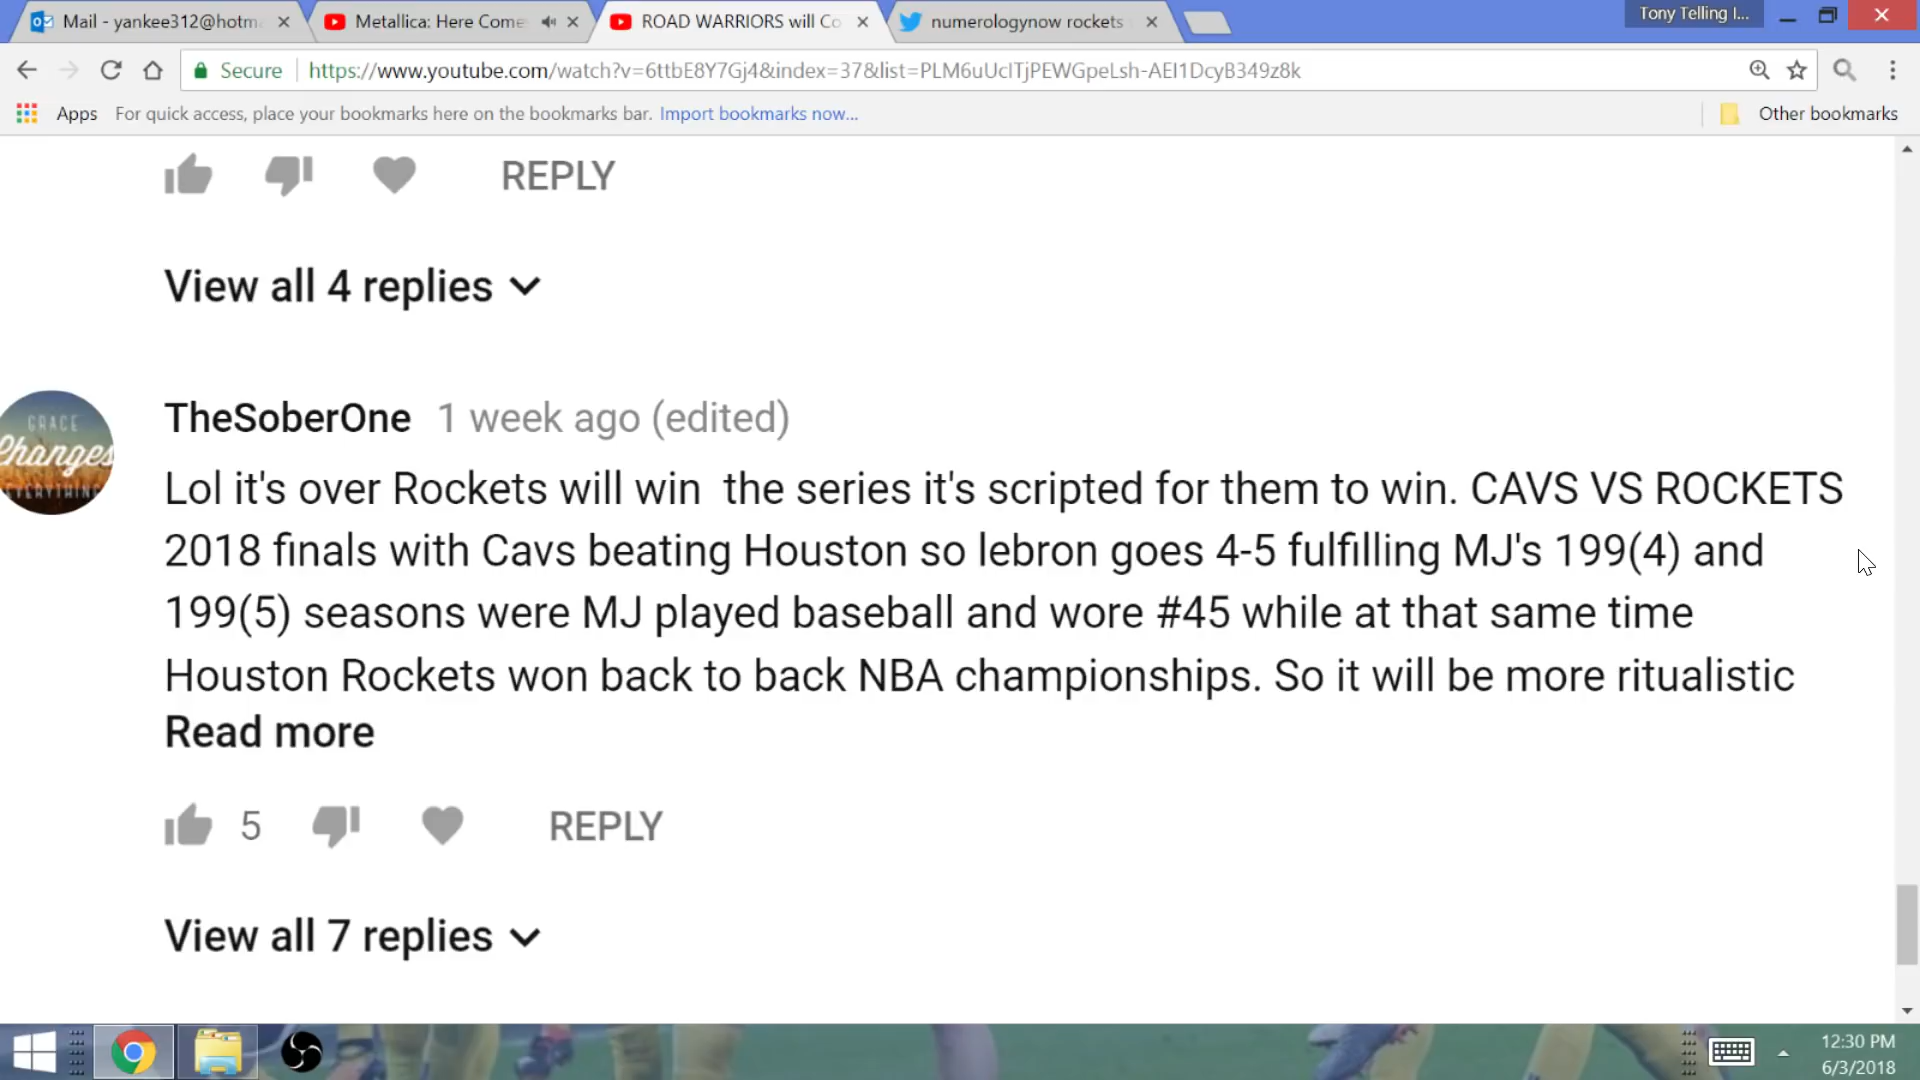 Mail - yankee312@hotm
Metallica: Here Come
ROAD WARRIORS will Co
numerologynow rockets
Tony Telling I...
Secure
https://www.youtube.com/watch?v=6ttbE8Y7Gj4&index=37&list=PLM6uUcITjPEWGpeLsh-AEI1DcyB349z8k
Apps
For quick access, place your bookmarks here on the bookmarks bar. Import bookmarks now...
Other bookmarks
REPLY
View all 4 replies
GRACE
Changes
EVERYTHING
TheSoberOne 1 week ago (edited)
Lol it's over Rockets will win the series it's scripted for them to win. CAVS VS ROCKETS
2018 finals with Cavs beating Houston so lebron goes 4-5 fulfilling MJ's 199(4) and
199(5) seasons were MJ played baseball and wore #45 while at that same time
Houston Rockets won back to back NBA championships. So it will be more ritualistic
Read more
5
REPLY
View all 7 replies
12:30 PM
6/3/2018